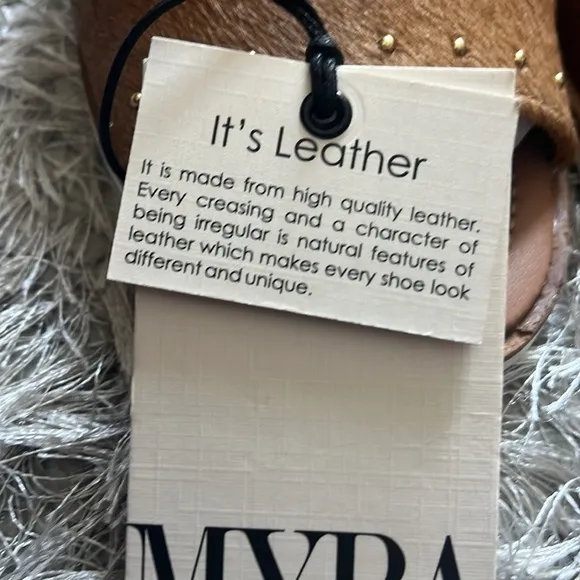 It's Leather
It is made from high quality leather.
Every creasing and a character of
being irregular is natural features of
leather which makes every shoe look
different and unique.
MYRA